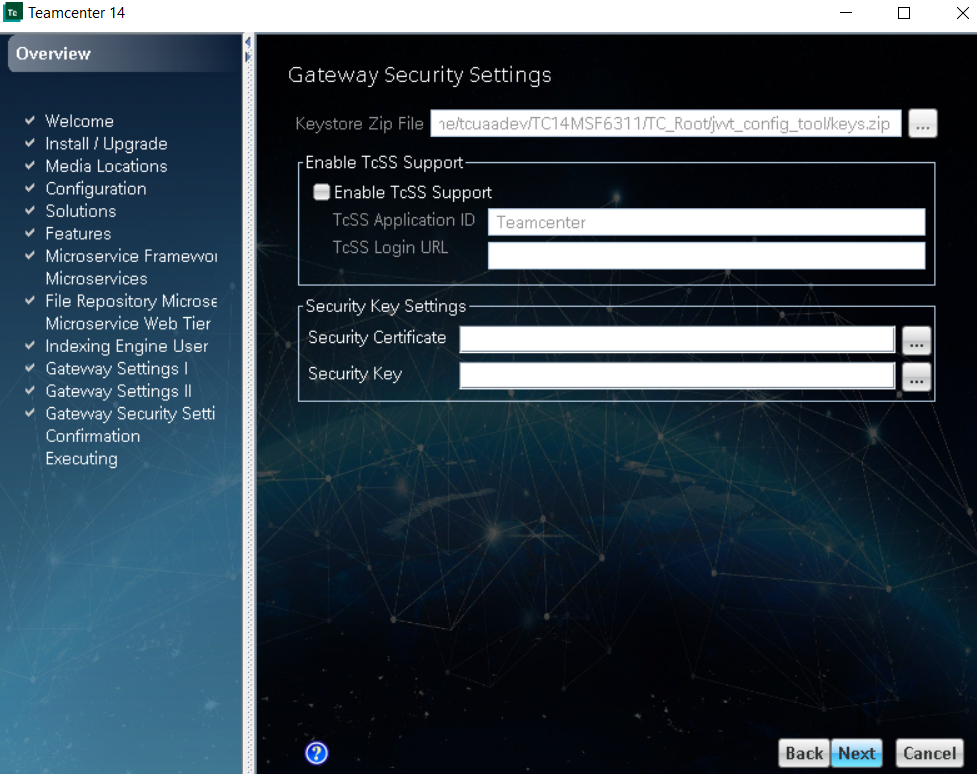 Tc Teamcenter 14
Overview
Welcome
Install / Upgrade
Media Locations
Configuration
Solutions
Features
Microservice Framewor
Microservices
File Repository Microse
Microservice Web Tier
Indexing Engine User
Gateway Settings I
Gateway Settings II
Gateway Security Setti
Confirmation
Executing
Gateway Security Settings
Keystore Zip File ne/tcuaadev/TC14MSF6311/TC_Root/jwt_config_tool/keys.zip ...
Enable TcSS Support
Enable TcSS Support
TcSS Application ID Teamcenter
TcSS Login URL
Security Key Settings
Security Certificate ...
Security Key ...
? Back Next Cancel